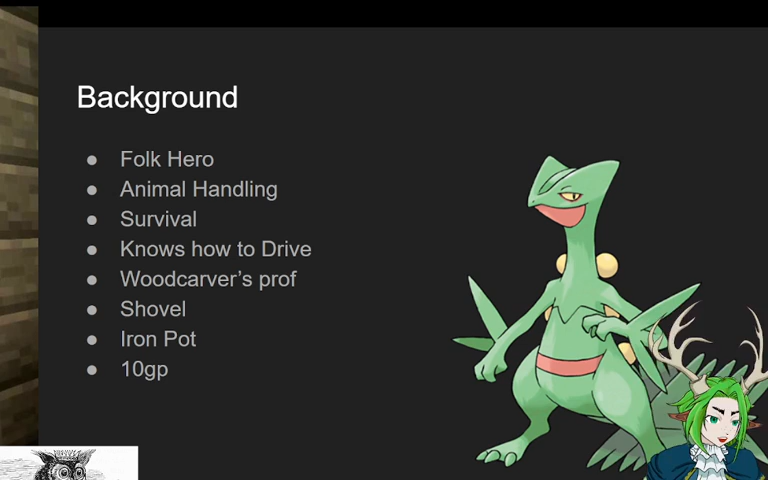 Background
● Folk Hero
● Animal Handling
● Survival
● Knows how to Drive
● Woodcarver's prof
● Shovel
● Iron Pot
● 10gp